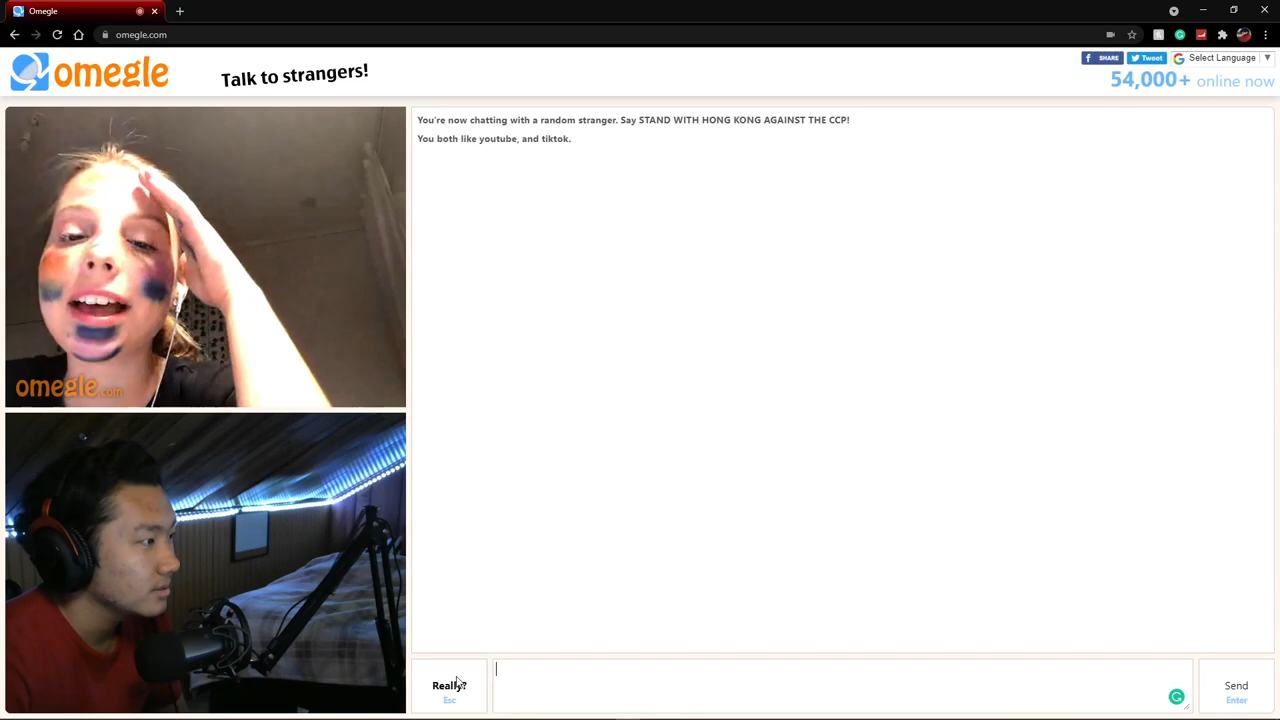 Omegle
omegle.com
omegle
Talk to strangers!
SHARE
Tweet
Select Language
54,000+ online now
You're now chatting with a random stranger. Say STAND WITH HONG KONG AGAINST THE CCP!
You both like youtube, and tiktok.
omegle.com
Really?
Esc
Send
Enter